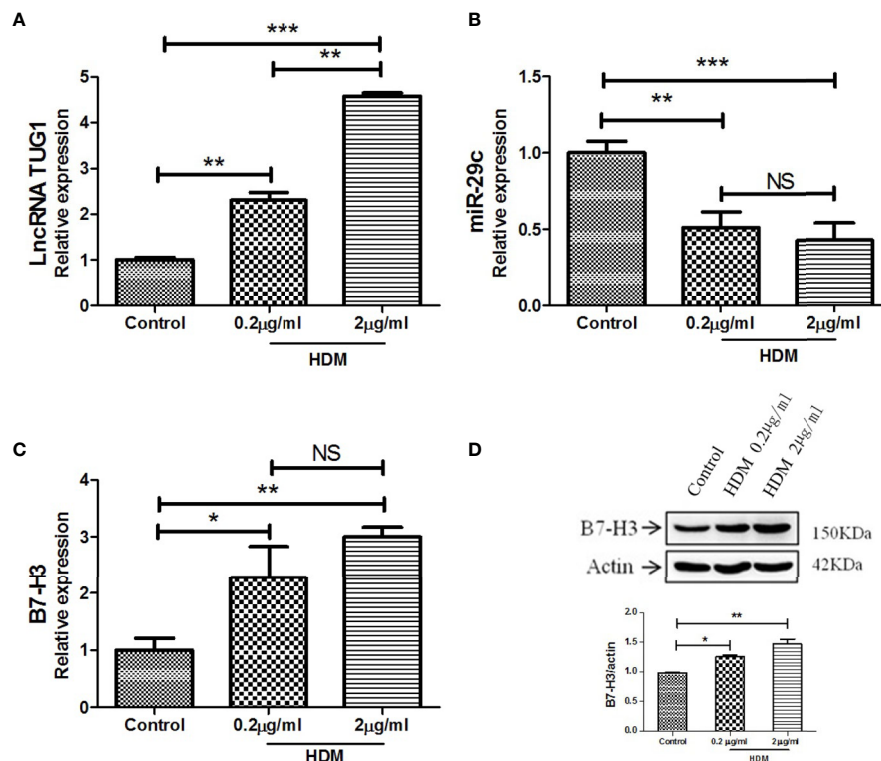 A
***
**
**
LncRNA TUG1
Relative expression
5
4
3
2
1
0
Control
0.2μg/ml
2μg/ml
HDM
B
***
**
NS
miR-29c
Relative expression
1.5
1.0
0.5
0.0
Control
0.2μg/ml
2μg/ml
HDM
C
NS
**
*
B7-H3
Relative expression
4
3
2
1
0
Control
0.2μg/ml
2μg/ml
HDM
D
Control
HDM 0.2μg/ml
HDM 2μg/ml
B7-H3→ 150KDa
Actin → 42KDa
**
*
B7-H3/actin
2.0
1.5
1.0
0.5
0.0
Control
0.2 μg/ml
2μg/ml
HDM